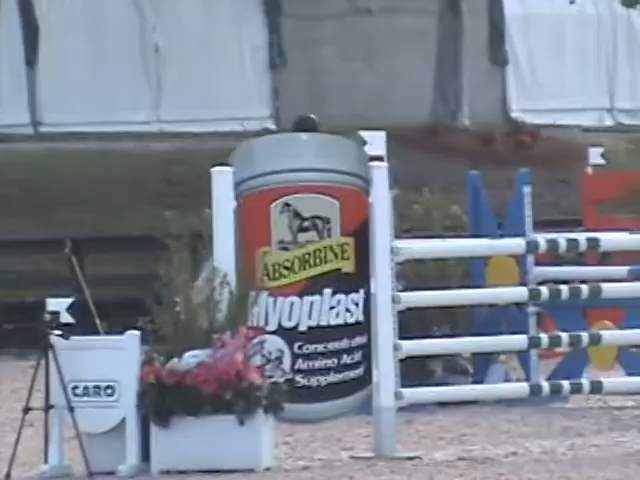 ABSORBINE
Myoplast
Concentrated
Amino Acid
Supplement
CARO